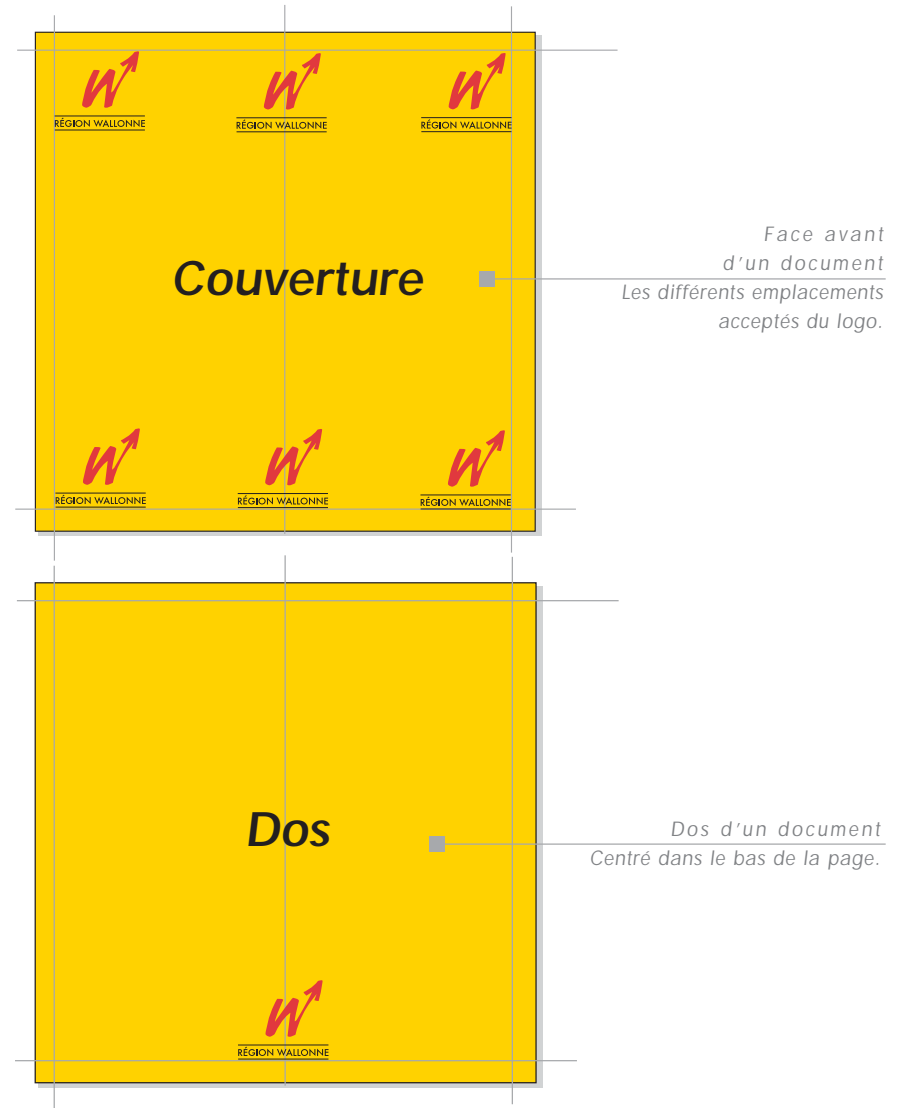 RÉGION WALLONNE RÉGION WALLONNE RÉGION WALLONNE
Couverture
Face avant
d'un document
Les différents emplacements
acceptés du logo.
RÉGION WALLONNE RÉGION WALLONNE RÉGION WALLONNE
Dos
Dos d'un document
Centré dans le bas de la page.
RÉGION WALLONNE